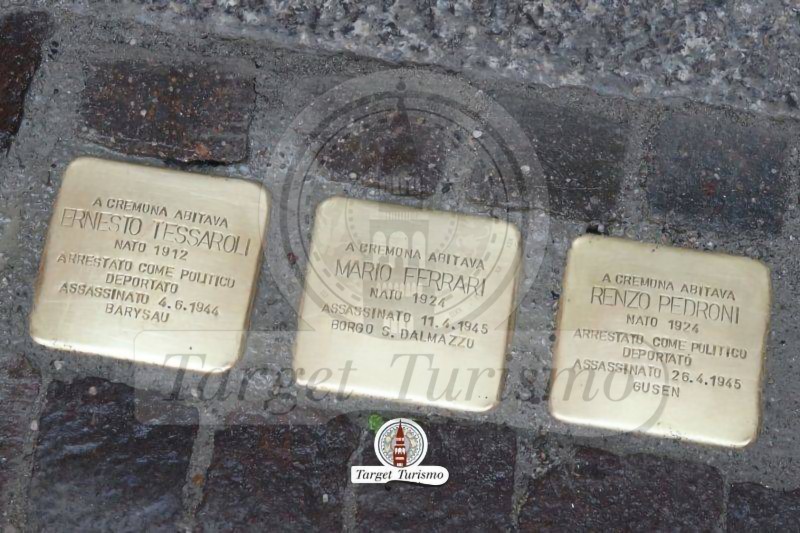 A CREMONA ABITAVA
ERNESTO TESSAROLI
NATO 1912
ARRESTATO COME POLITICO
DEPORTATO
ASSASSINATO 4.6.1944
BARYSAU
A CREMONA ABITAVA
MARIO FERRARI
NATO 1924
ASSASSINATO 11.4.1945
BORGO S. DALMAZZO
A CREMONA ABITAVA
RENZO PEDRONI
NATO 1924
ARRESTATO COME POLITICO
DEPORTATO
ASSASSINATO 26.4.1945
GUSEN
Target Turismo
Target Turismo